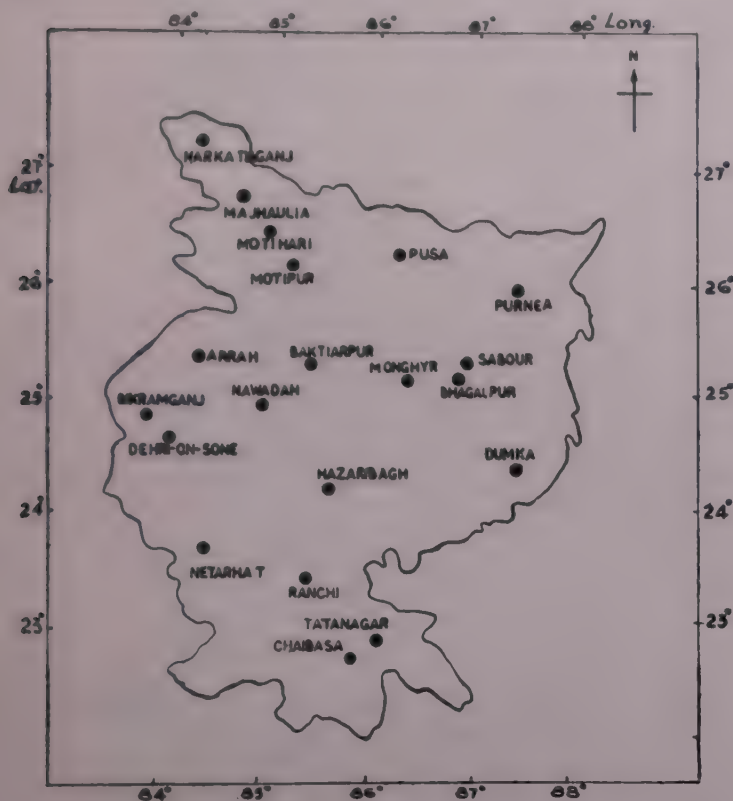 84° 85° 86° 87° 88° Long.
N
27° 27°
Lat.
NARKATIAGANJ
MAJHAULIA
MOTIHARI
MOTIPUR
PUSA
26° 26°
PURNEA
ARRAH
BAKTIARPUR
MONGHYR
SABOUR
BHAGALPUR
25° 25°
BIKRAMGANJ
NAWADAH
DEHRI-ON-SONE
DUMKA
HAZARIBAGH
24° 24°
NETARHAT
RANCHI
23° 23°
TATANAGAR
CHAIBASA
84° 85° 86° 87° 88°